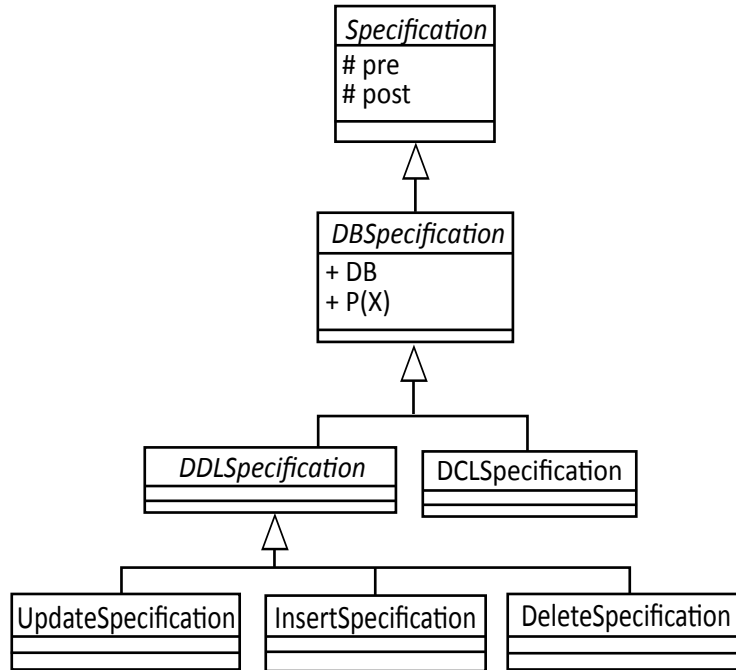 Specification
# pre
# post
DBSpecification
+ DB
+ P(X)
DDLSpecification
DCLSpecification
UpdateSpecification
InsertSpecification
DeleteSpecification